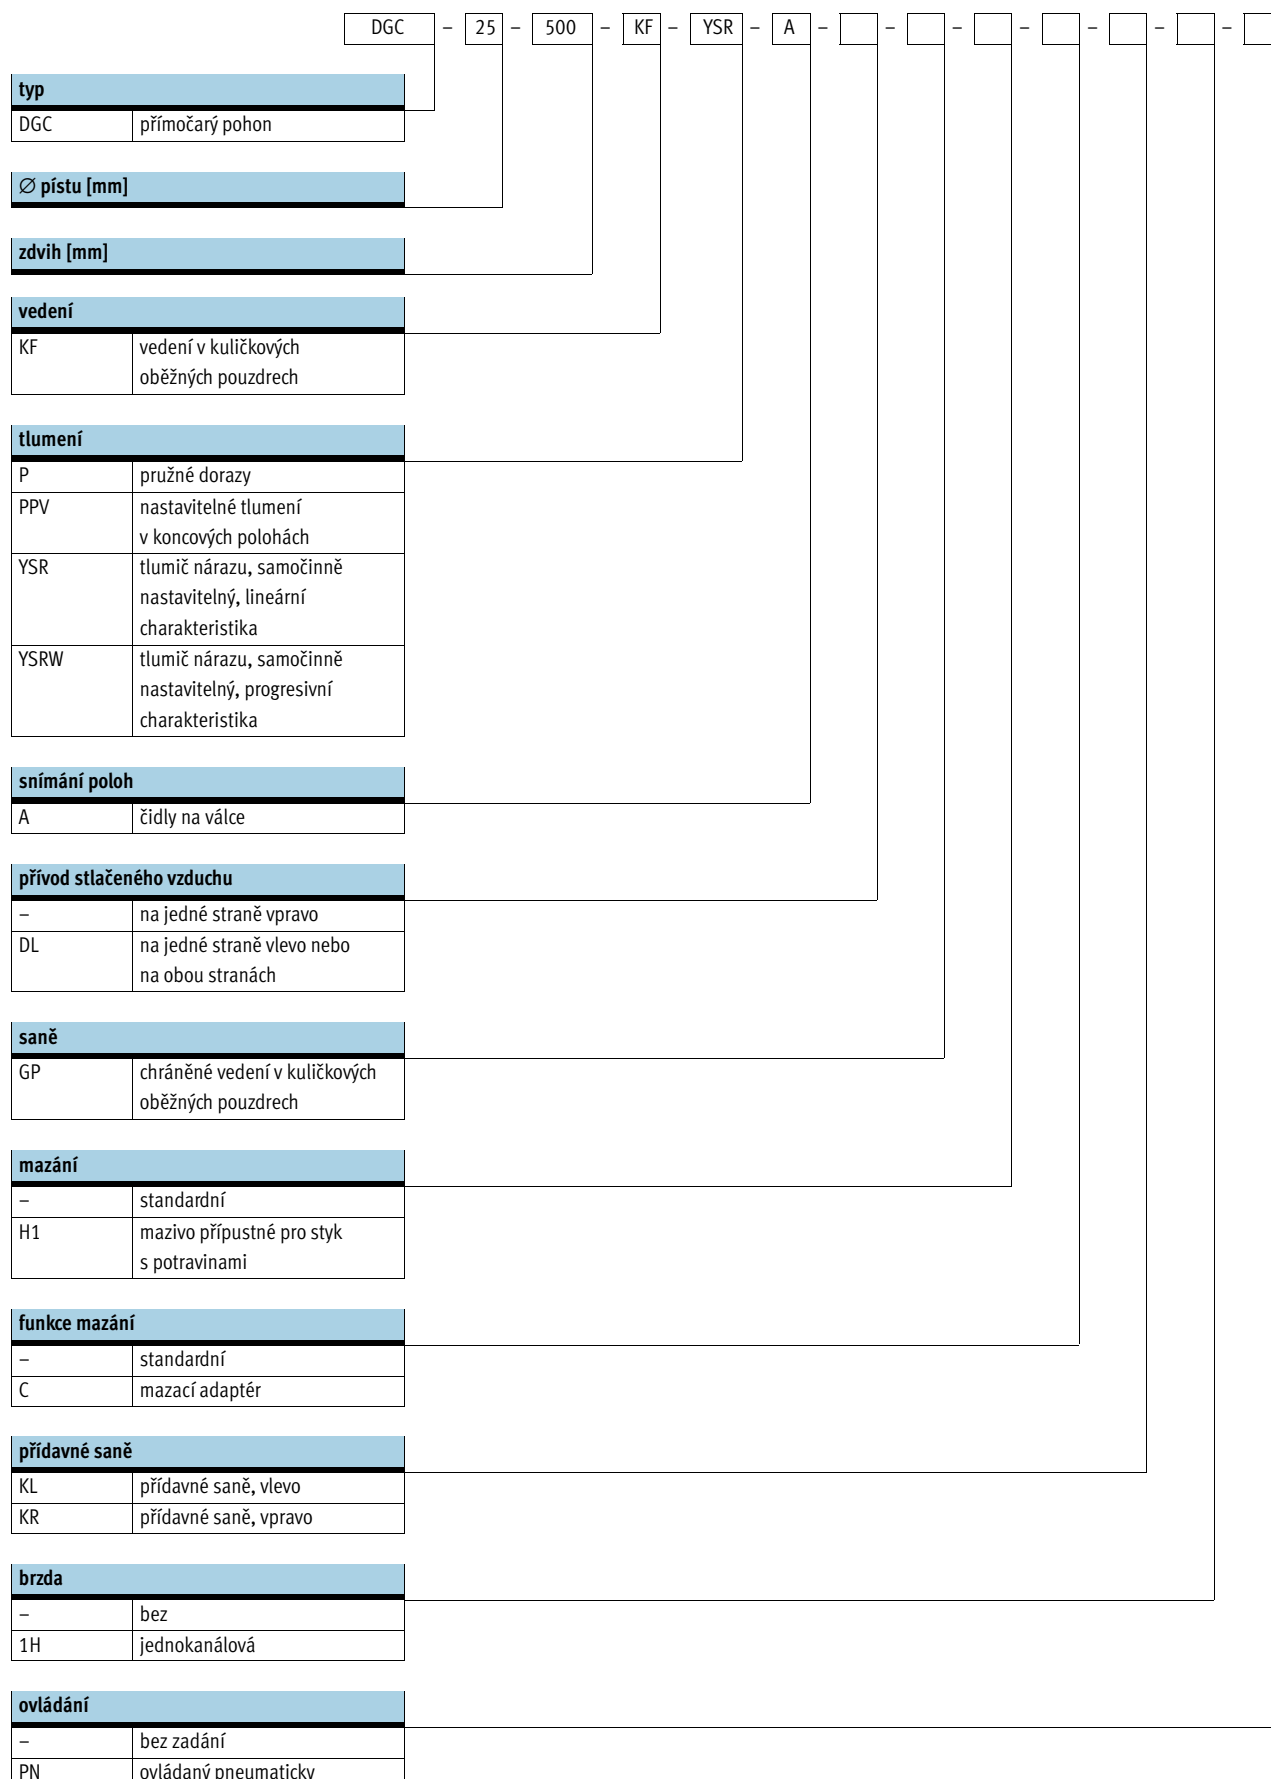 DGC – 25 – 500 – KF – YSR – A – – – – – – –
typ
DGC přímočarý pohon
∅ pístu [mm]
zdvih [mm]
vedení
KF vedení v kuličkových
oběžných pouzdrech
tlumení
P pružné dorazy
PPV nastavitelné tlumení
v koncových polohách
YSR tlumič nárazu, samočinně
nastavitelný, lineární
charakteristika
YSRW tlumič nárazu, samočinně
nastavitelný, progresivní
charakteristika
snímání poloh
A čidly na válce
přívod stlačeného vzduchu
– na jedné straně vpravo
DL na jedné straně vlevo nebo
na obou stranách
saně
GP chráněné vedení v kuličkových
oběžných pouzdrech
mazání
– standardní
H1 mazivo přípustné pro styk
s potravinami
funkce mazání
– standardní
C mazací adaptér
přídavné saně
KL přídavné saně, vlevo
KR přídavné saně, vpravo
brzda
– bez
1H jednokanálová
ovládání
– bez zadání
PN ovládaný pneumaticky